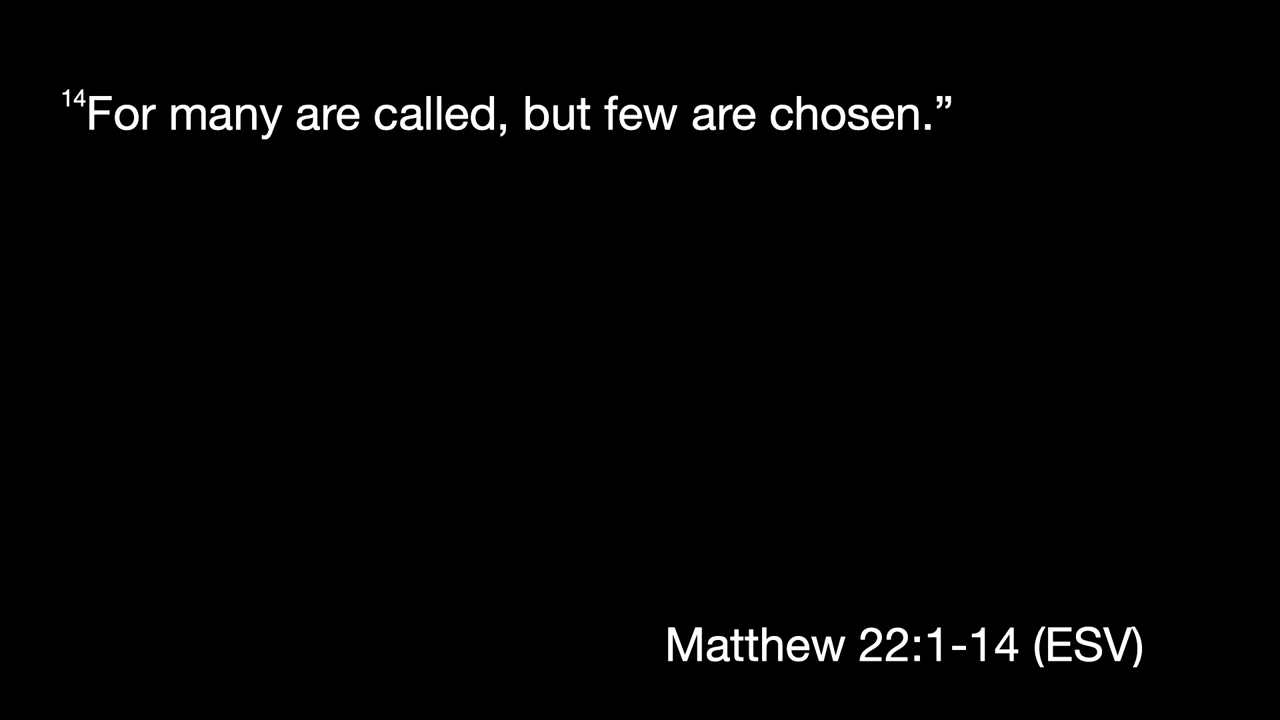 14For many are called, but few are chosen.”
Matthew 22:1-14 (ESV)